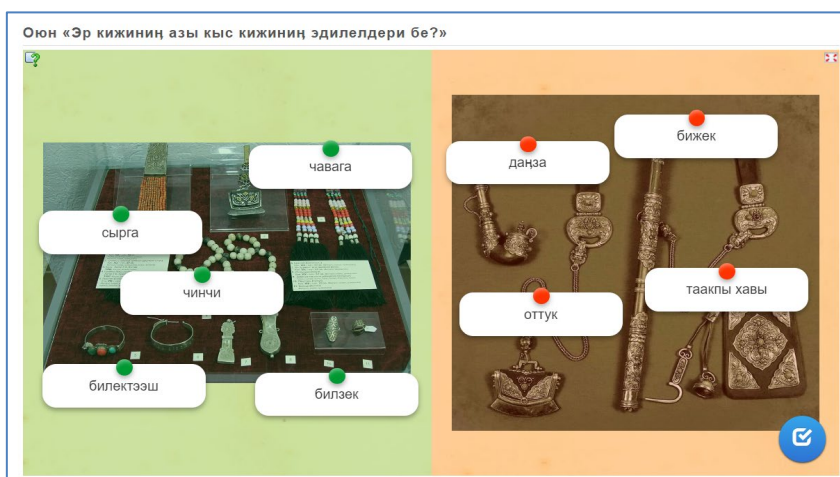 Оюн «Эр кижиниң азы кыс кижиниң эдилелдери бе?»
чавага
сырга
чинчи
билектээш
билзек
бижек
даңза
таакпы хавы
оттук